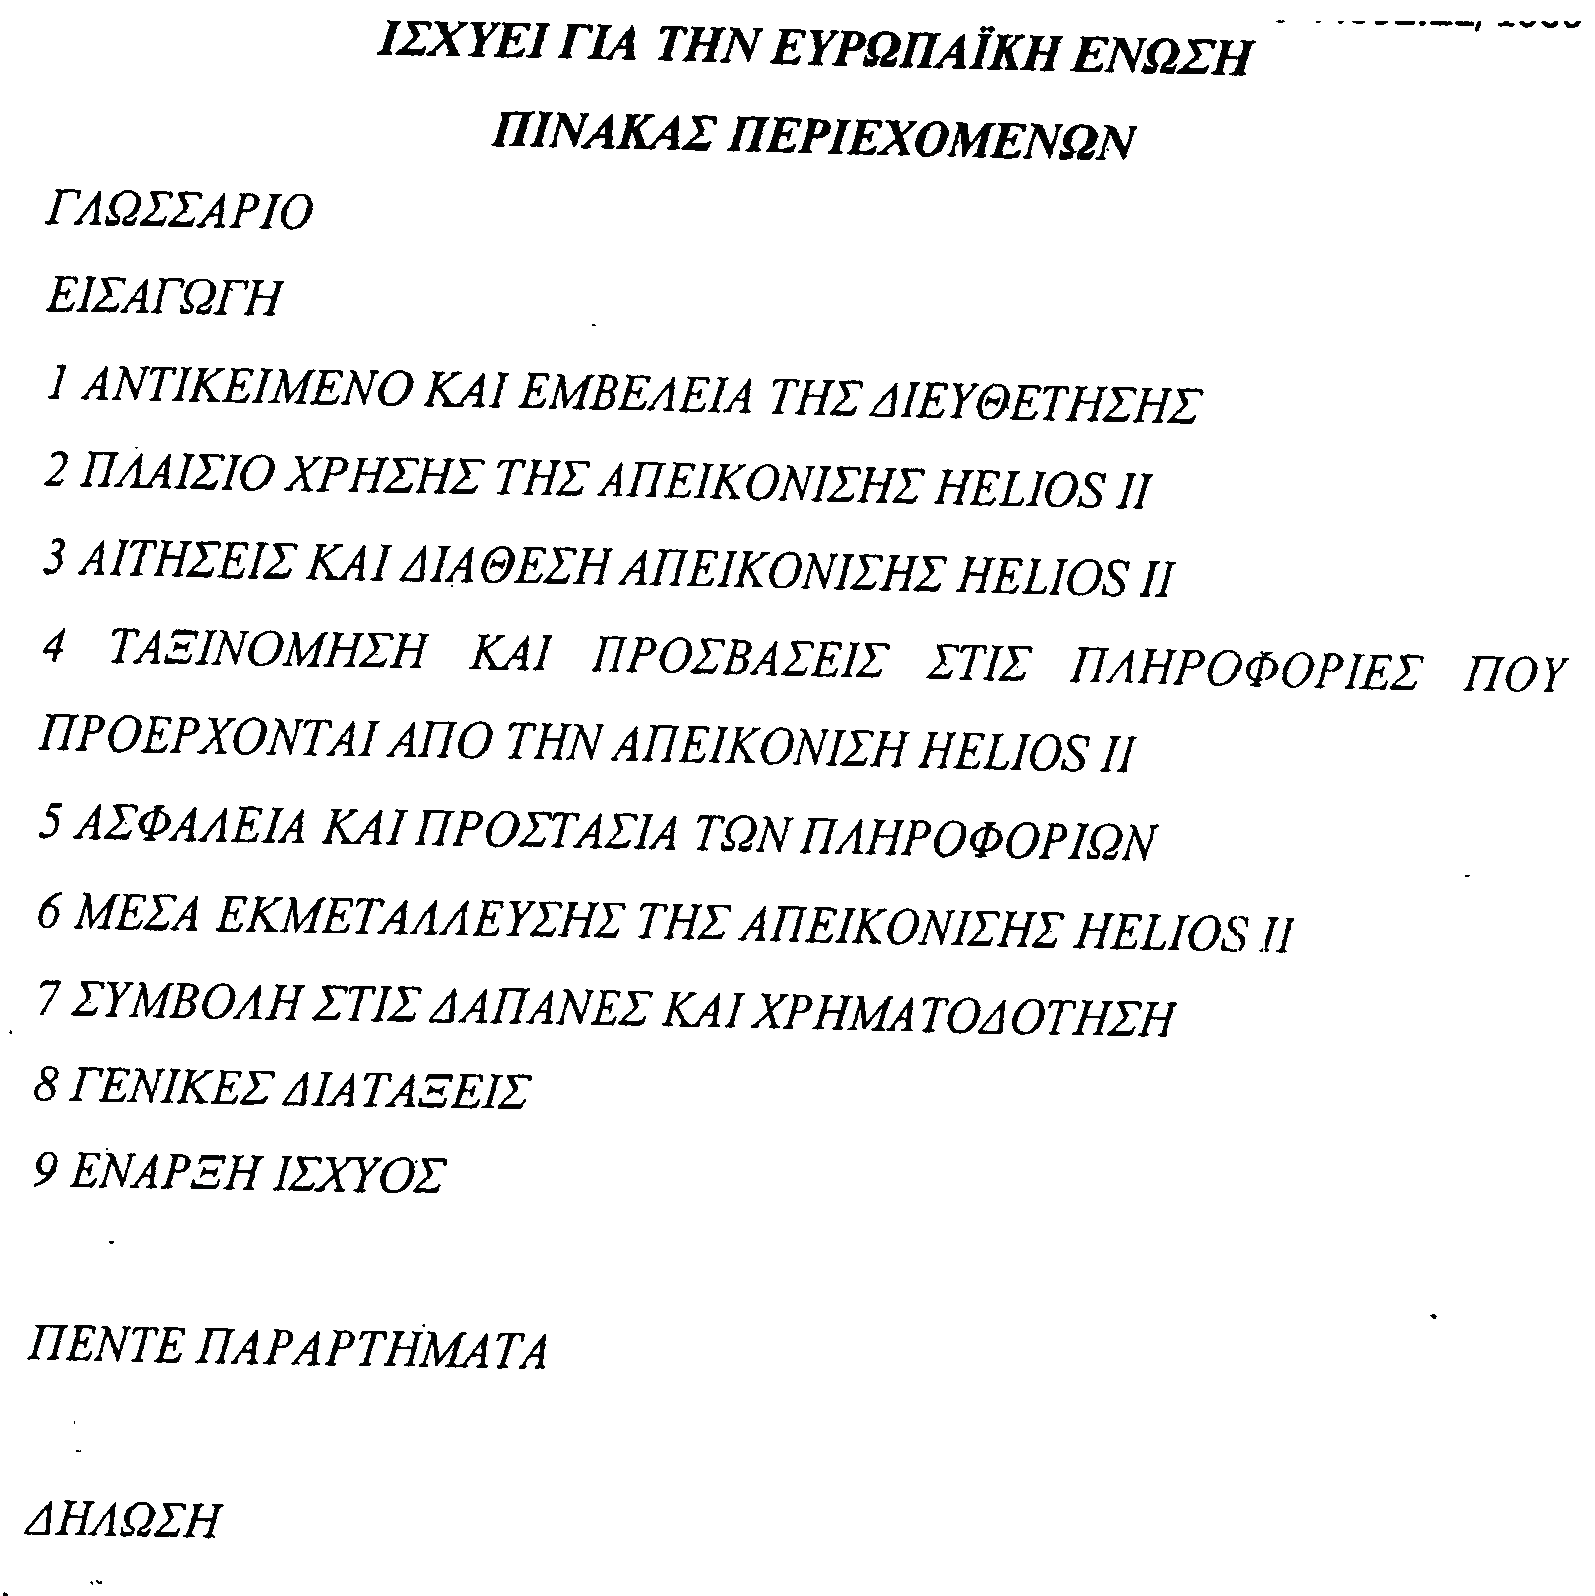 ΙΣΧΥΕΙ ΓΙΑ ΤΗΝ ΕΥΡΩΠΑΪΚΗ ΕΝΩΣΗ
ΠΙΝΑΚΑΣ ΠΕΡΙΕΧΟΜΕΝΩΝ
ΓΛΩΣΣΑΡΙΟ
ΕΙΣΑΓΩΓΗ
1 ΑΝΤΙΚΕΙΜΕΝΟ ΚΑΙ ΕΜΒΕΛΕΙΑ ΤΗΣ ΔΙΕΥΘΕΤΗΣΗΣ
2 ΠΛΑΙΣΙΟ ΧΡΗΣΗΣ ΤΗΣ ΑΠΕΙΚΟΝΙΣΗΣ HELIOS II
3 ΑΙΤΗΣΕΙΣ ΚΑΙ ΔΙΑΘΕΣΗ ΑΠΕΙΚΟΝΙΣΗΣ HELIOS II
4 ΤΑΞΙΝΟΜΗΣΗ ΚΑΙ ΠΡΟΣΒΑΣΕΙΣ ΣΤΙΣ ΠΛΗΡΟΦΟΡΙΕΣ ΠΟΥ
ΠΡΟΕΡΧΟΝΤΑΙ ΑΠΟ ΤΗΝ ΑΠΕΙΚΟΝΙΣΗ HELIOS II
5 ΑΣΦΑΛΕΙΑ ΚΑΙ ΠΡΟΣΤΑΣΙΑ ΤΩΝ ΠΛΗΡΟΦΟΡΙΩΝ
6 ΜΕΣΑ ΕΚΜΕΤΑΛΛΕΥΣΗΣ ΤΗΣ ΑΠΕΙΚΟΝΙΣΗΣ HELIOS II
7 ΣΥΜΒΟΛΗ ΣΤΙΣ ΔΑΠΑΝΕΣ ΚΑΙ ΧΡΗΜΑΤΟΔΟΤΗΣΗ
8 ΓΕΝΙΚΕΣ ΔΙΑΤΑΞΕΙΣ
9 ΕΝΑΡΞΗ ΙΣΧΥΟΣ
ΠΕΝΤΕ ΠΑΡΑΡΤΗΜΑΤΑ
ΔΗΛΩΣΗ